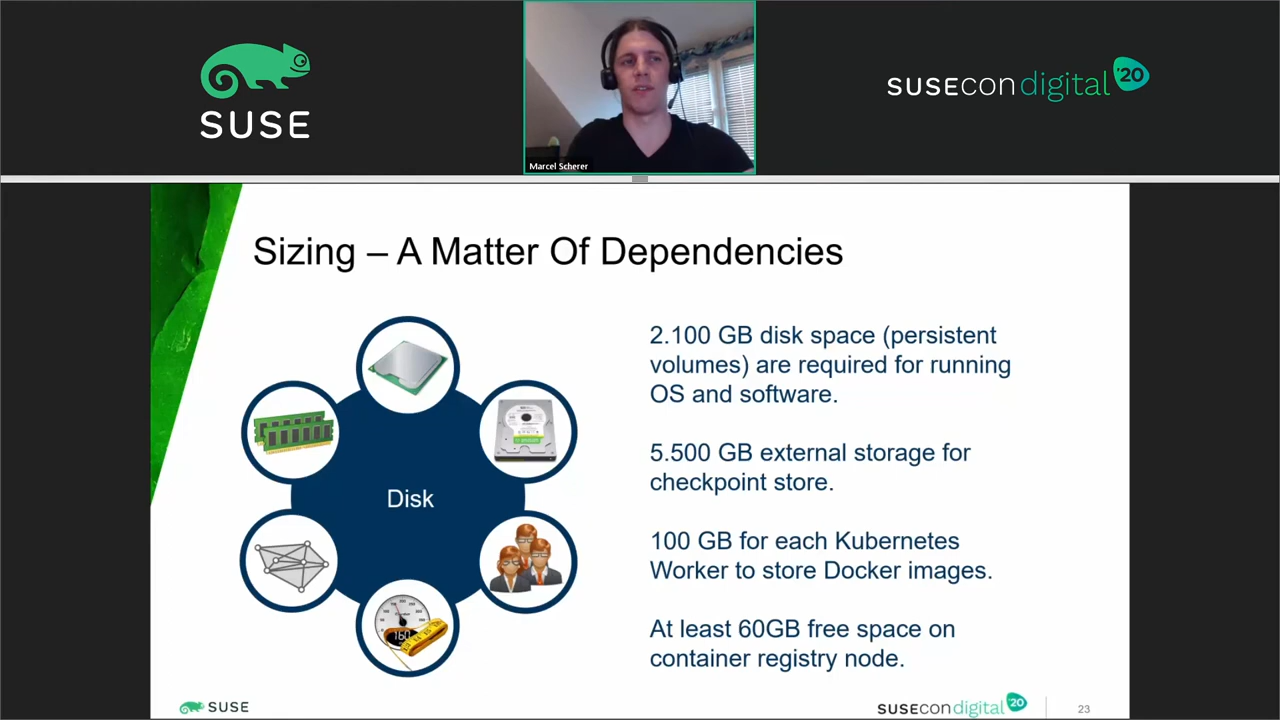 SUSE
Marcel Scherer
SUSEcon digital '20
Sizing – A Matter Of Dependencies
Disk
2.100 GB disk space (persistent
volumes) are required for running
OS and software.
5.500 GB external storage for
checkpoint store.
100 GB for each Kubernetes
Worker to store Docker images.
At least 60GB free space on
container registry node.
160
SUSE
SUSEcon digital '20
23